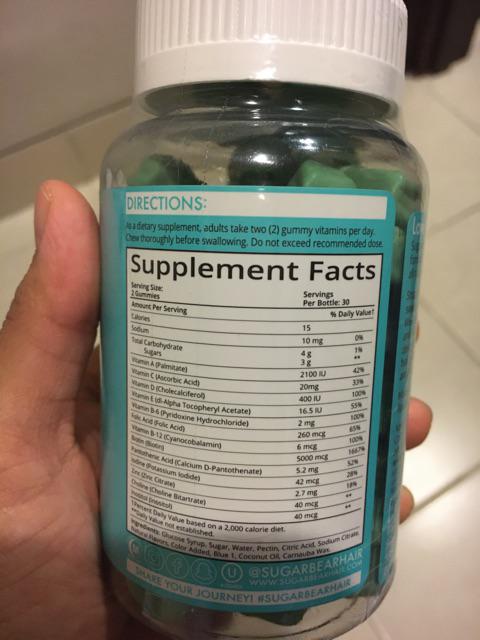 DIRECTIONS:
As a dietary supplement, adults take two (2) gummy vitamins per day.
Chew thoroughly before swallowing. Do not exceed recommended dose.
Supplement Facts
Serving Size: Servings
2 Gummies Per Bottle: 30
Amount Per Serving % Daily Value†
Calories 15
Sodium 10 mg 0%
Total Carbohydrate 4 g 1%
Sugars 3 g **
Vitamin A (Palmitate) 2100 IU 42%
Vitamin C (Ascorbic Acid) 20mg 33%
Vitamin D (Cholecalciferol) 400 IU 100%
Vitamin E (dl-Alpha Tocopheryl Acetate) 16.5 IU 55%
Vitamin B-6 (Pyridoxine Hydrochloride) 2 mg 100%
Folic Acid (Folic Acid) 260 mcg 65%
Vitamin B-12 (Cyanocobalamin) 6 mcg 100%
Biotin (Biotin) 5000 mcg 1667%
Pantothenic Acid (Calcium D-Pantothenate) 5.2 mg 52%
Iodine (Potassium Iodide) 42 mcg 28%
Zinc (Zinc Citrate) 2.7 mg 18%
Choline (Choline Bitartrate) 40 mcg **
Inositol (Inositol) 40 mcg **
†Percent Daily Value based on a 2,000 calorie diet.
**Daily Value not established.
Ingredients: Glucose Syrup, Sugar, Water, Pectin, Citric Acid, Sodium Citrate,
Natural Flavors, Color Added, Blue 1, Coconut Oil, Carnauba Wax.
@SUGARBEARHAIR
WWW.SUGARBEARHAIR
SHARE YOUR JOURNEY! #SUGARBEARHAIR